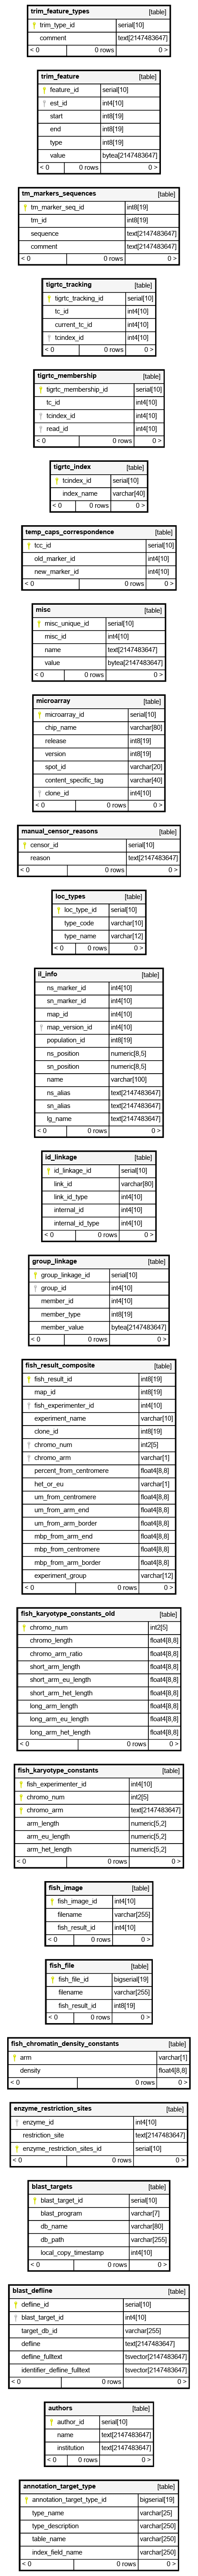 trim_feature_types [table]
trim_type_id serial[10]
comment text[2147483647]
< 0 0 rows 0 >
trim_feature [table]
feature_id serial[10]
est_id int4[10]
start int8[19]
end int8[19]
type int8[19]
value bytea[2147483647]
< 0 0 rows 0 >
tm_markers_sequences [table]
tm_marker_seq_id int8[19]
tm_id int8[19]
sequence text[2147483647]
comment text[2147483647]
< 0 0 rows 0 >
tigrtc_tracking [table]
tigrtc_tracking_id serial[10]
tc_id int4[10]
current_tc_id int4[10]
tcindex_id int4[10]
< 0 0 rows 0 >
tigrtc_membership [table]
tigrtc_membership_id serial[10]
tc_id int4[10]
tcindex_id int4[10]
read_id int4[10]
< 0 0 rows 0 >
tigrtc_index [table]
tcindex_id serial[10]
index_name varchar[40]
< 0 0 rows 0 >
temp_caps_correspondence [table]
tcc_id serial[10]
old_marker_id int4[10]
new_marker_id int4[10]
< 0 0 rows 0 >
misc [table]
misc_unique_id serial[10]
misc_id int4[10]
name text[2147483647]
value bytea[2147483647]
< 0 0 rows 0 >
microarray [table]
microarray_id serial[10]
chip_name varchar[80]
release int8[19]
version int8[19]
spot_id varchar[20]
content_specific_tag varchar[40]
clone_id int4[10]
< 0 0 rows 0 >
manual_censor_reasons [table]
censor_id serial[10]
reason text[2147483647]
< 0 0 rows 0 >
loc_types [table]
loc_type_id serial[10]
type_code varchar[10]
type_name varchar[12]
< 0 0 rows 0 >
il_info [table]
ns_marker_id int4[10]
sn_marker_id int4[10]
map_id int4[10]
map_version_id int4[10]
population_id int8[19]
ns_position numeric[8,5]
sn_position numeric[8,5]
name varchar[100]
ns_alias text[2147483647]
sn_alias text[2147483647]
lg_name text[2147483647]
< 0 0 rows 0 >
id_linkage [table]
id_linkage_id serial[10]
link_id varchar[80]
link_id_type int4[10]
internal_id int4[10]
internal_id_type int4[10]
< 0 0 rows 0 >
group_linkage [table]
group_linkage_id serial[10]
group_id int4[10]
member_id int4[10]
member_type int8[19]
member_value bytea[2147483647]
< 0 0 rows 0 >
fish_result_composite [table]
fish_result_id int8[19]
map_id int8[19]
fish_experimenter_id int4[10]
experiment_name varchar[10]
clone_id int8[19]
chromo_num int2[5]
chromo_arm varchar[1]
percent_from_centromere float4[8,8]
het_or_eu varchar[1]
um_from_centromere float4[8,8]
um_from_arm_end float4[8,8]
um_from_arm_border float4[8,8]
mbp_from_arm_end float4[8,8]
mbp_from_centromere float4[8,8]
mbp_from_arm_border float4[8,8]
experiment_group varchar[12]
< 0 0 rows 0 >
fish_karyotype_constants_old [table]
chromo_num int2[5]
chromo_length float4[8,8]
chromo_arm_ratio float4[8,8]
short_arm_length float4[8,8]
short_arm_eu_length float4[8,8]
short_arm_het_length float4[8,8]
long_arm_length float4[8,8]
long_arm_eu_length float4[8,8]
long_arm_het_length float4[8,8]
< 0 0 rows 0 >
fish_karyotype_constants [table]
fish_experimenter_id int4[10]
chromo_num int2[5]
chromo_arm text[2147483647]
arm_length numeric[5,2]
arm_eu_length numeric[5,2]
arm_het_length numeric[5,2]
< 0 0 rows 0 >
fish_image [table]
fish_image_id int4[10]
filename varchar[255]
fish_result_id int4[10]
< 0 0 rows 0 >
fish_file [table]
fish_file_id bigserial[19]
filename varchar[255]
fish_result_id int8[19]
< 0 0 rows 0 >
fish_chromatin_density_constants [table]
arm varchar[1]
density float4[8,8]
< 0 0 rows 0 >
enzyme_restriction_sites [table]
enzyme_id int4[10]
restriction_site text[2147483647]
enzyme_restriction_sites_id serial[10]
< 0 0 rows 0 >
blast_targets [table]
blast_target_id serial[10]
blast_program varchar[7]
db_name varchar[80]
db_path varchar[255]
local_copy_timestamp int4[10]
< 0 0 rows 0 >
blast_defline [table]
defline_id serial[10]
blast_target_id int4[10]
target_db_id varchar[255]
defline text[2147483647]
defline_fulltext tsvector[2147483647]
identifier_defline_fulltext tsvector[2147483647]
< 0 0 rows 0 >
authors [table]
author_id serial[10]
name text[2147483647]
institution text[2147483647]
< 0 0 rows 0 >
annotation_target_type [table]
annotation_target_type_id bigserial[19]
type_name varchar[25]
type_description varchar[250]
table_name varchar[250]
index_field_name varchar[250]
< 0 0 rows 0 >